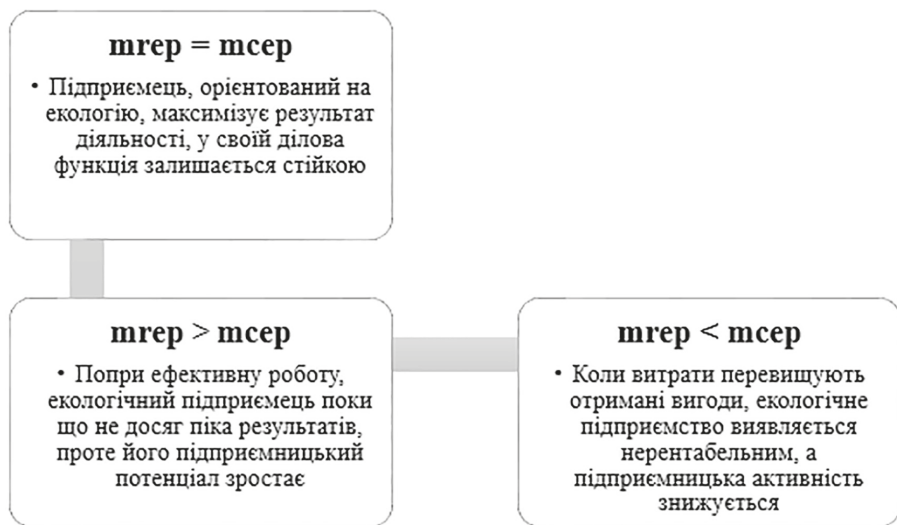 mrep = mcep
• Підприємець, орієнтований на
екологію, максимізує результат
діяльності, у своїй ділова
функція залишається стійкою
mrep > mcep
• Попри ефективну роботу,
екологічний підприємець поки
що не досяг піка результатів,
проте його підприємницький
потенціал зростає
mrep < mcep
• Коли витрати перевищують
отримані вигоди, екологічне
підприємство виявляється
нерентабельним, а
підприємницька активність
знижується